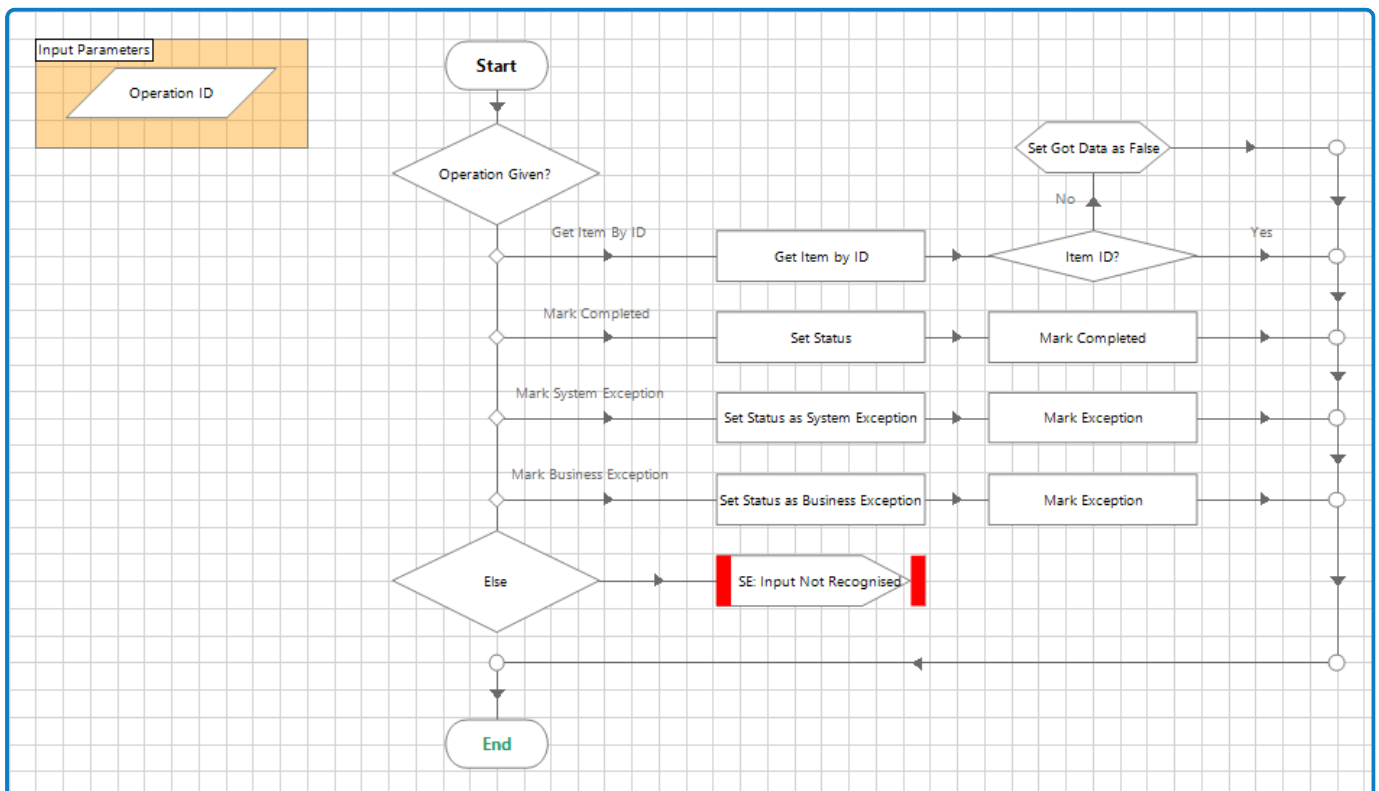 Input Parameters
Operation ID
Start
Operation Given?
Set Got Data as False
No
Get Item By ID
Get Item by ID
Item ID?
Yes
Mark Completed
Set Status
Mark Completed
Mark System Exception
Set Status as System Exception
Mark Exception
Mark Business Exception
Set Status as Business Exception
Mark Exception
Else
SE: Input Not Recognised
End